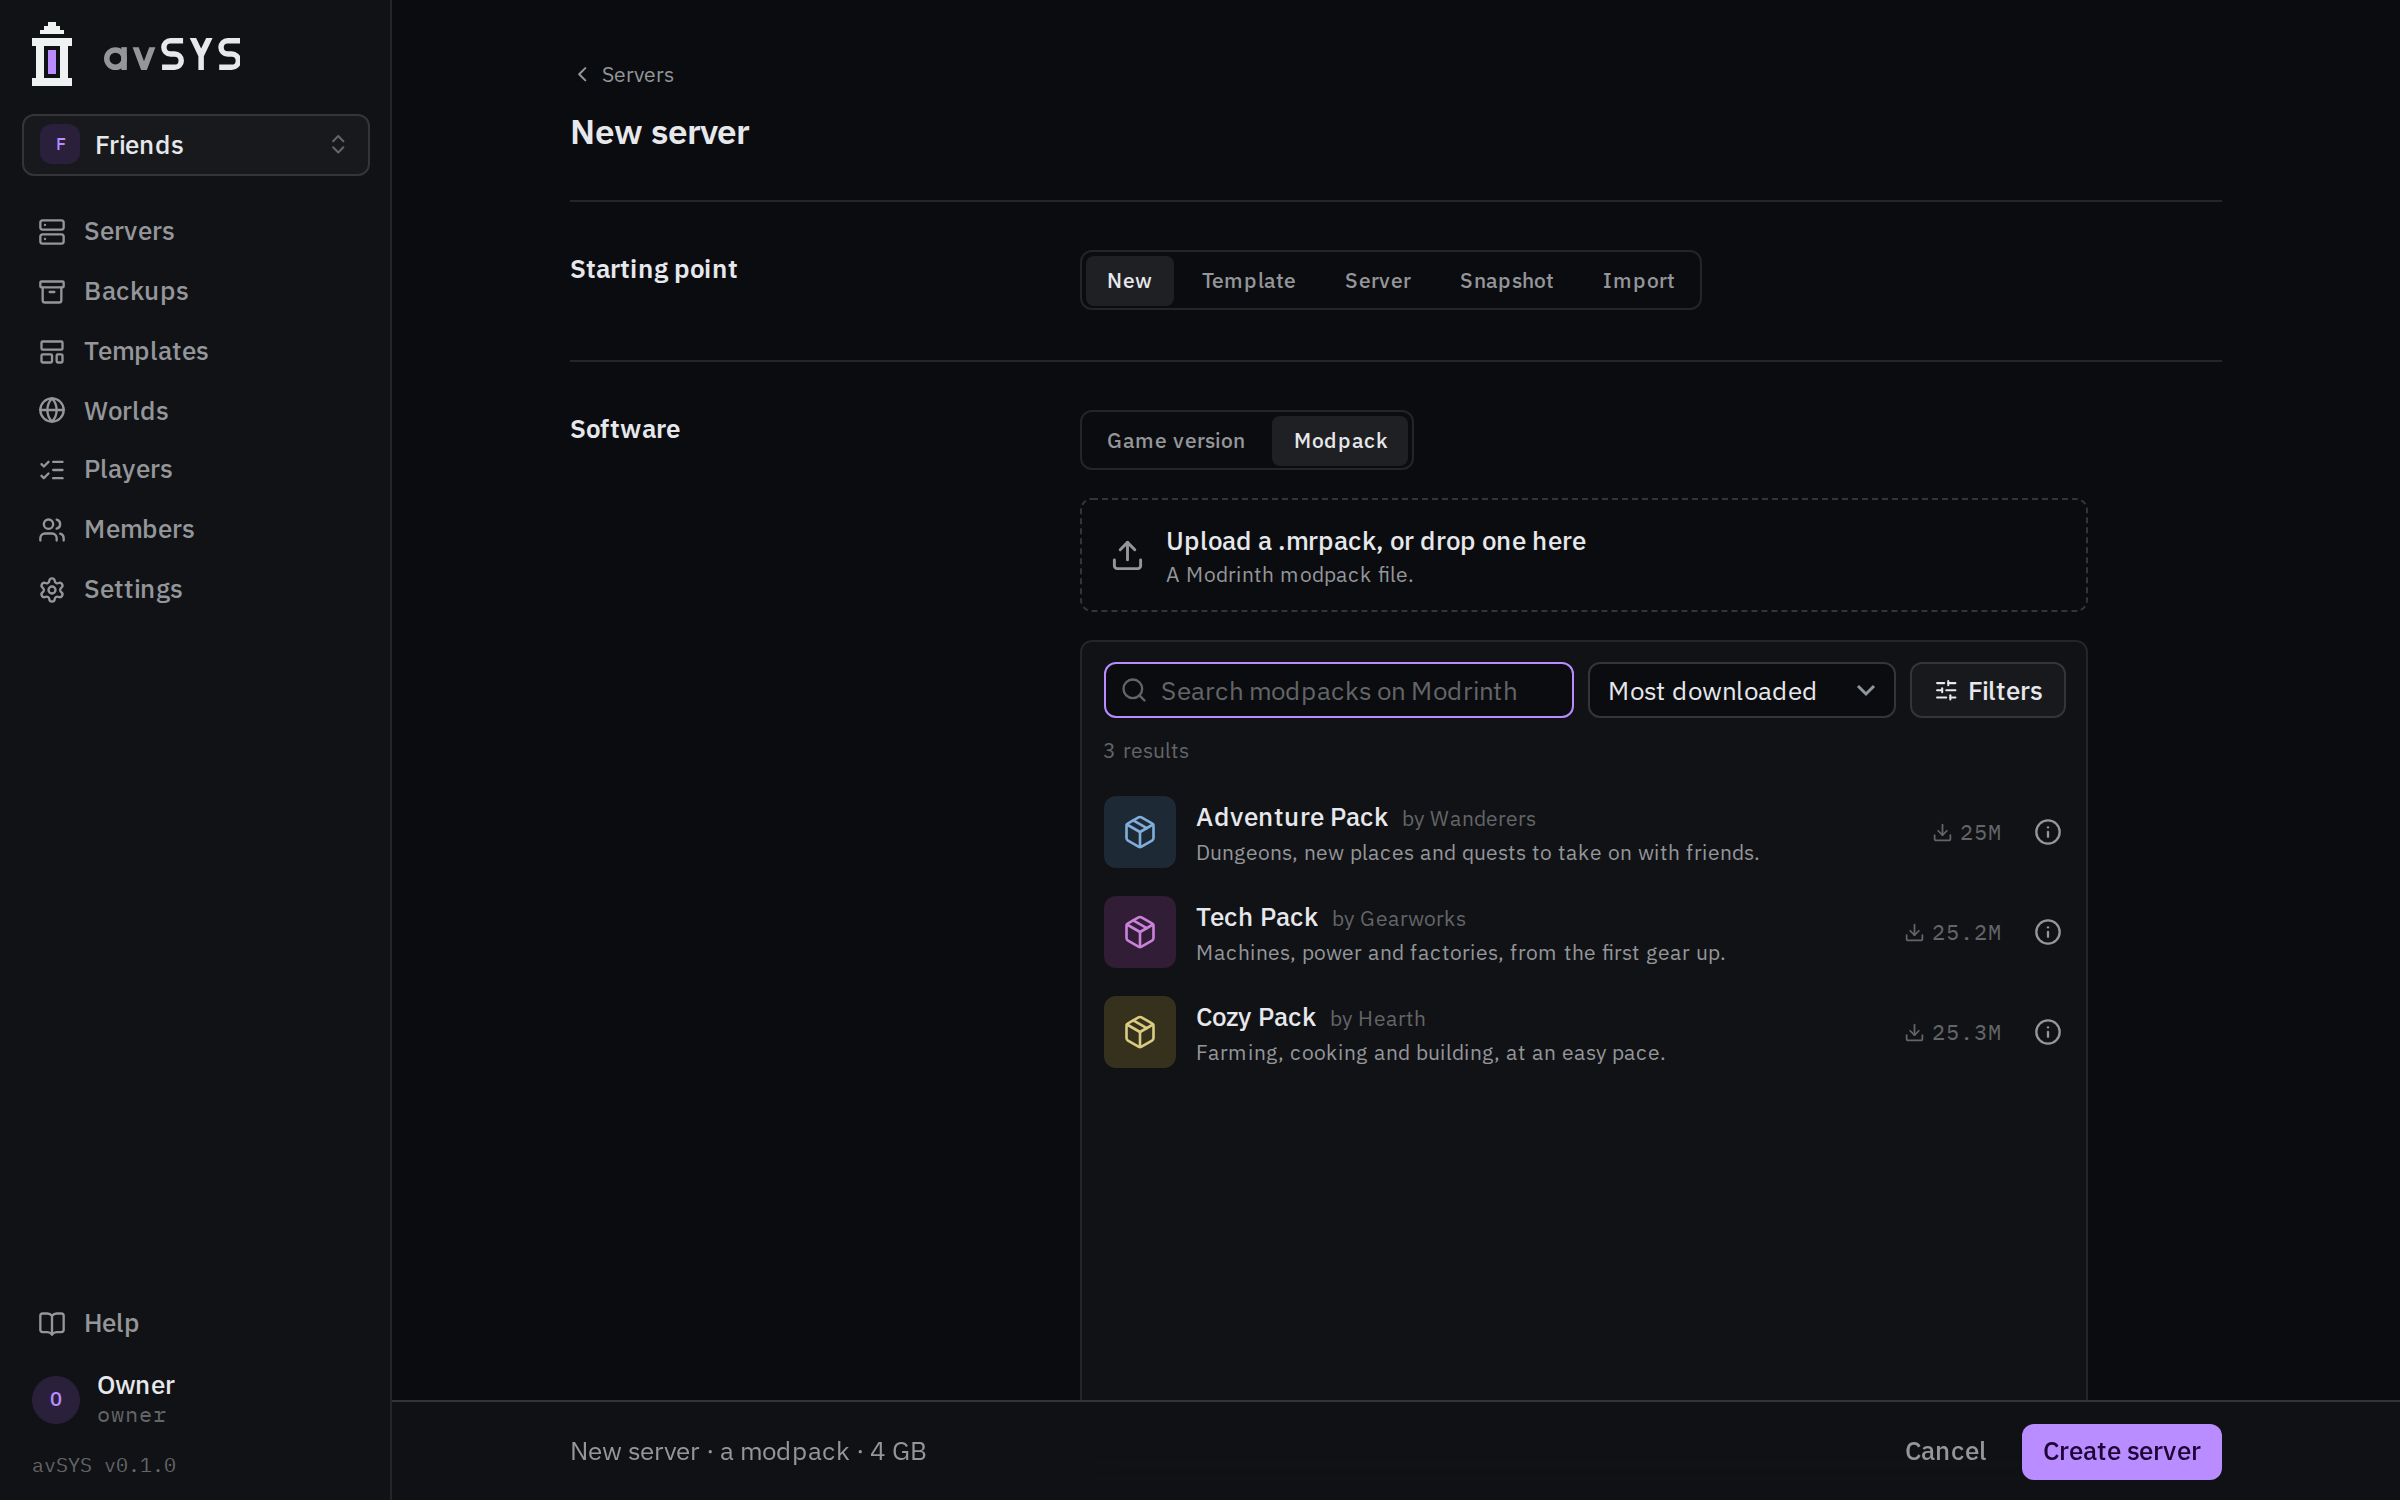 avSYS
F Friends
Servers
Backups
Templates
Worlds
Players
Members
Settings
Help
O Owner
owner
avSYS v0.1.0
Servers
New server
Starting point
New Template Server Snapshot Import
Software
Game version Modpack
Upload a .mrpack, or drop one here
A Modrinth modpack file.
Search modpacks on Modrinth Most downloaded Filters
3 results
Adventure Pack by Wanderers
Dungeons, new places and quests to take on with friends.
25M
Tech Pack by Gearworks
Machines, power and factories, from the first gear up.
25.2M
Cozy Pack by Hearth
Farming, cooking and building, at an easy pace.
25.3M
New server · a modpack · 4 GB
Cancel Create server